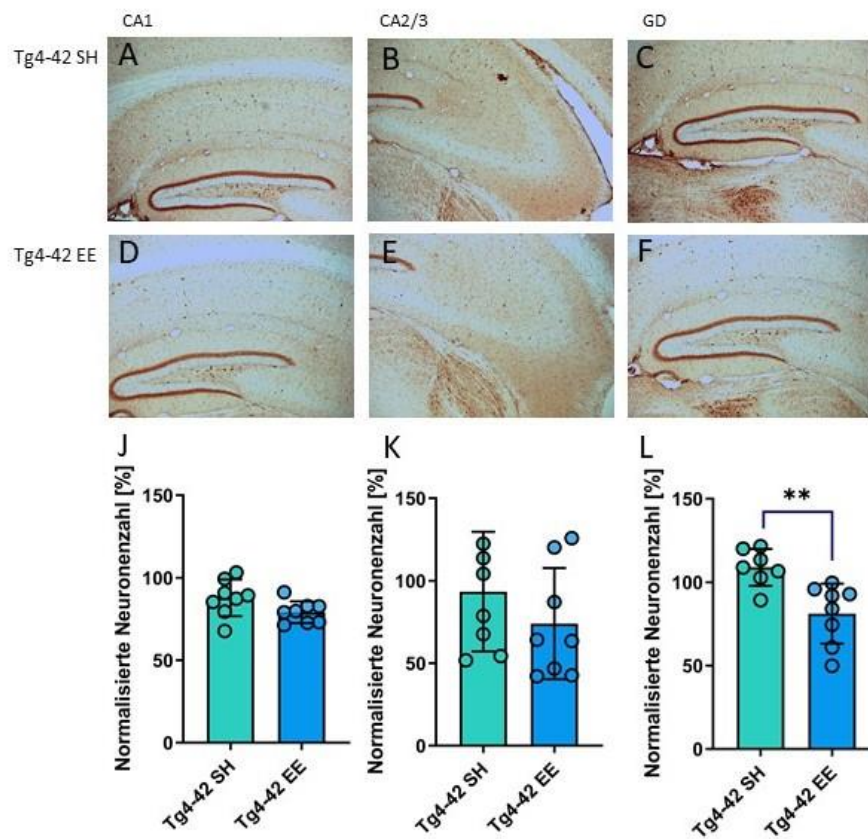 CA1 CA2/3 GD
Tg4-42 SH A B C
Tg4-42 EE D E F
J K L
Normalisierte Neuronenzahl [%]
150
100
50
0
Tg4-42 SH
Tg4-42 EE
Normalisierte Neuronenzahl [%]
150
100
50
0
Tg4-42 SH
Tg4-42 EE
Normalisierte Neuronenzahl [%]
150
100
50
0
**
Tg4-42 SH
Tg4-42 EE